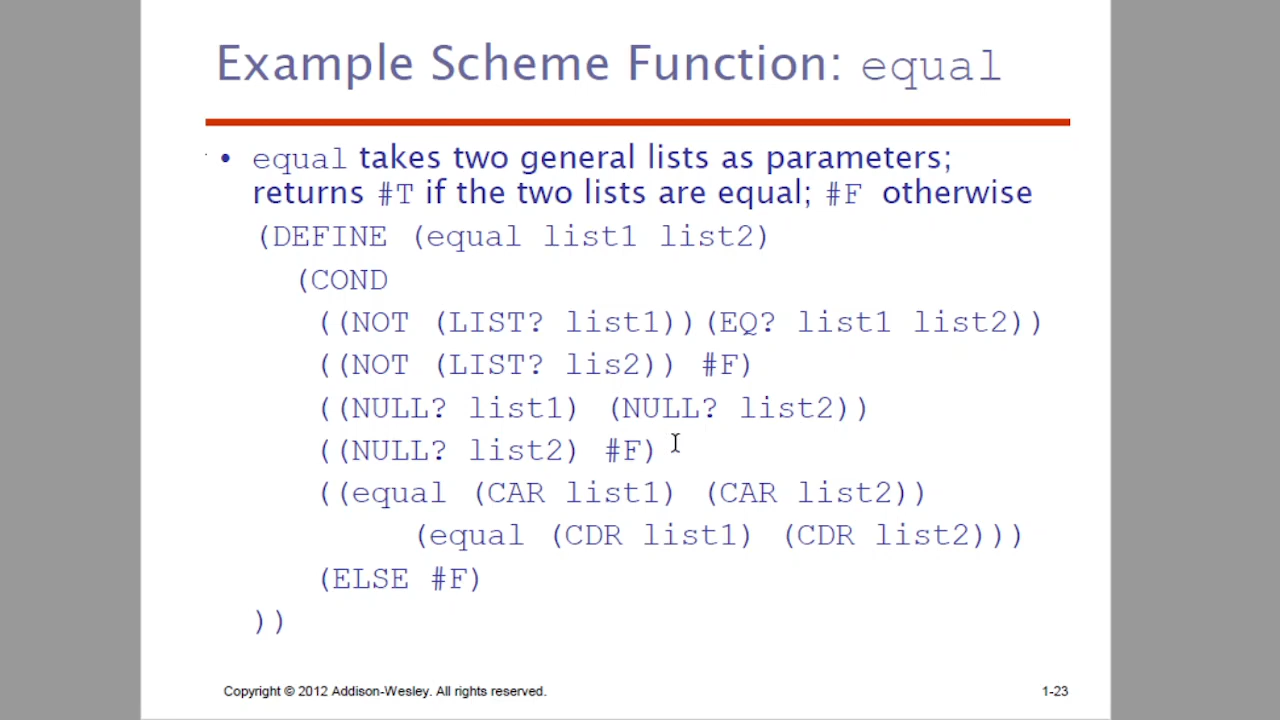 Example Scheme Function: equal
• equal takes two general lists as parameters;
returns #T if the two lists are equal; #F otherwise
(DEFINE (equal list1 list2)
(COND
((NOT (LIST? list1))(EQ? list1 list2))
((NOT (LIST? lis2)) #F)
((NULL? list1) (NULL? list2))
((NULL? list2) #F)
((equal (CAR list1) (CAR list2))
(equal (CDR list1) (CDR list2)))
(ELSE #F)
))
Copyright © 2012 Addison-Wesley. All rights reserved.
1-23